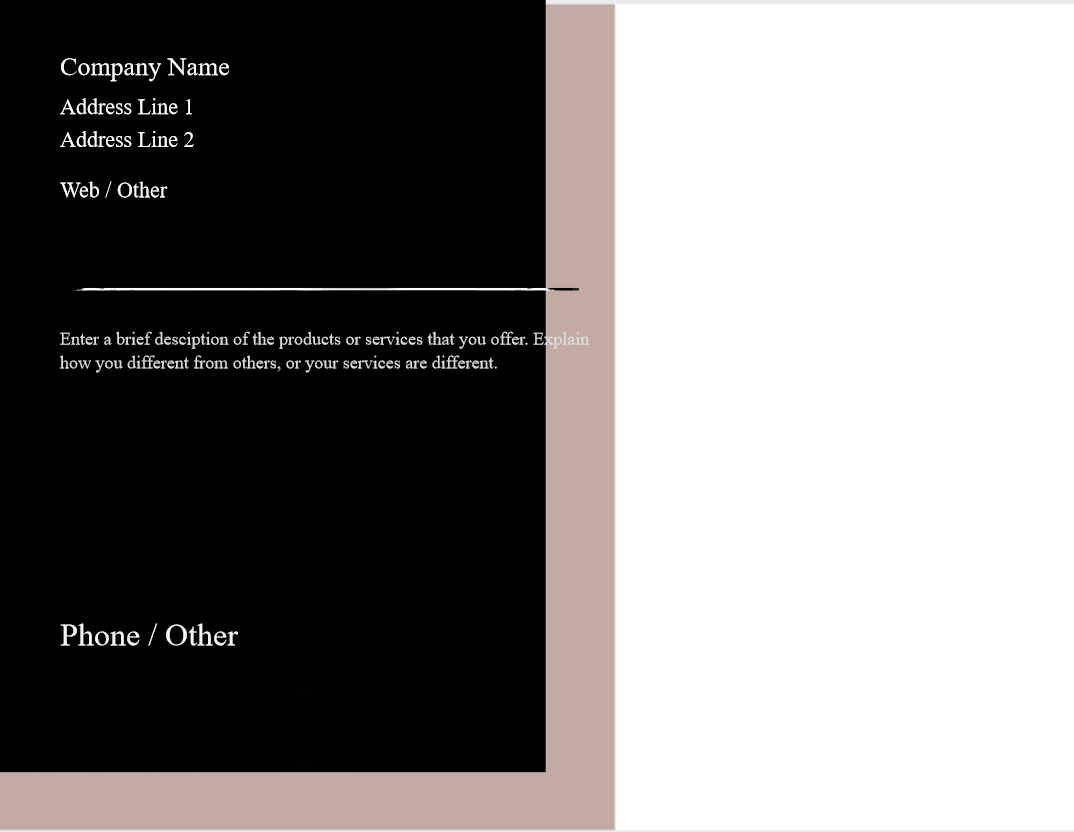 Company Name
Address Line 1
Address Line 2
Web / Other
Enter a brief desciption of the products or services that you offer. Explain
how you different from others, or your services are different.
Phone / Other